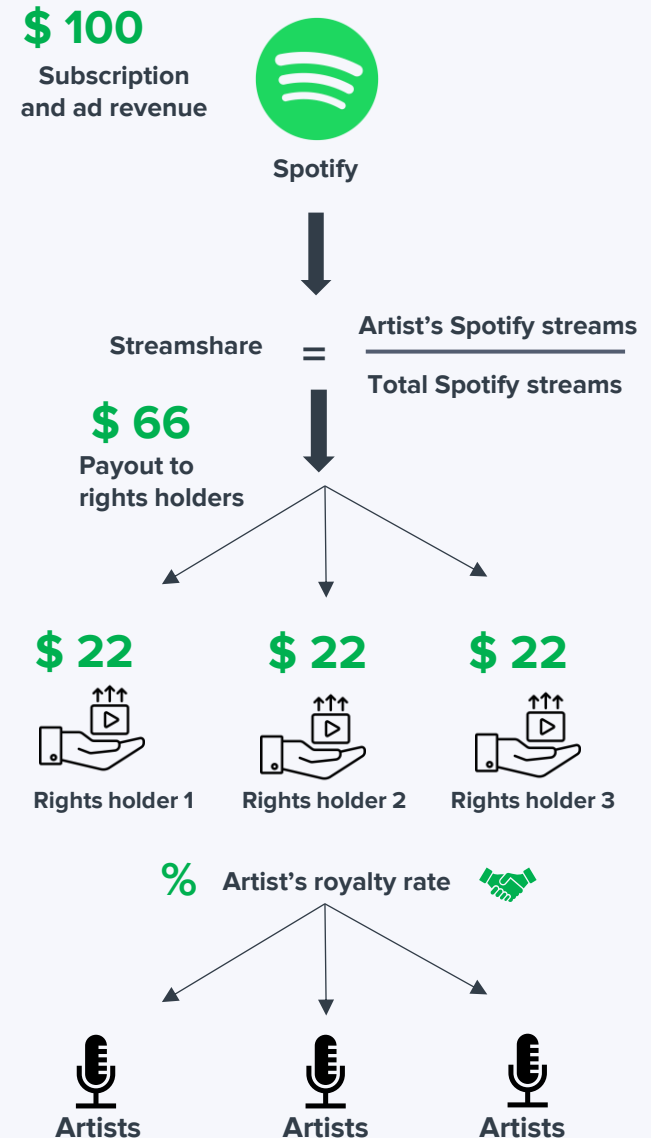 $ 100
Subscription
and ad revenue
Spotify
Streamshare
=
Artist's Spotify streams
Total Spotify streams
$ 66
Payout to
rights holders
$ 22
$ 22
$ 22
Rights holder 1
Rights holder 2
Rights holder 3
% Artist's royalty rate
Artists
Artists
Artists